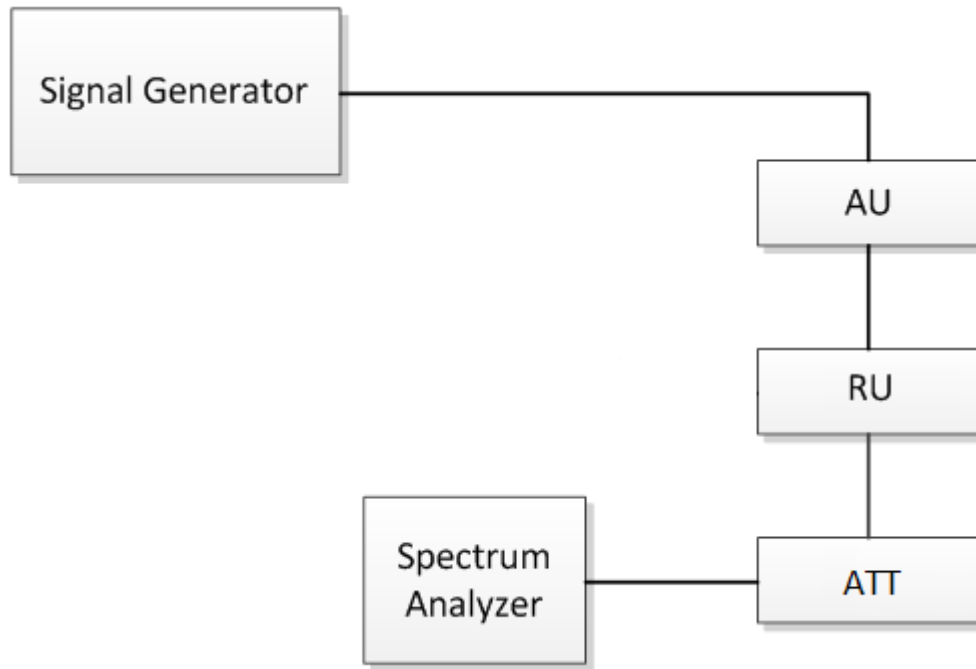 Signal Generator
AU
RU
Spectrum
Analyzer
ATT